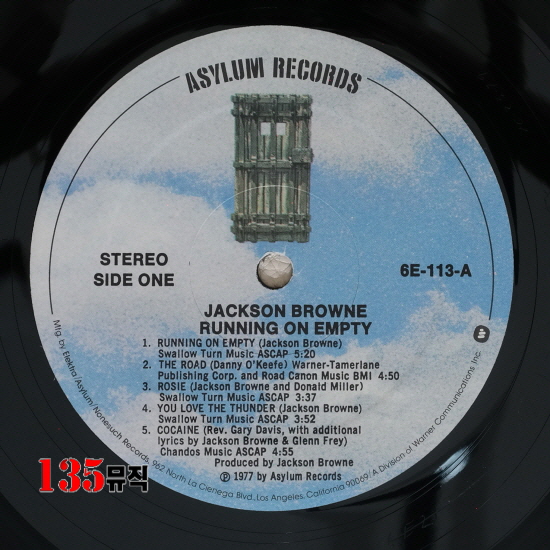 ASYLUM RECORDS
STEREO
SIDE ONE
6E-113-A
JACKSON BROWNE
RUNNING ON EMPTY
1. RUNNING ON EMPTY (Jackson Browne)
Swallow Turn Music ASCAP 5:20
2. THE ROAD (Danny O'Keefe) Warner-Tamerlane
Publishing Corp. and Road Canon Music BMI 4:50
3. ROSIE (Jackson Browne and Donald Miller)
Swallow Turn Music ASCAP 3:37
4. YOU LOVE THE THUNDER (Jackson Browne)
Swallow Turn Music ASCAP 3:52
5. COCAINE (Rev. Gary Davis, with additional
lyrics by Jackson Browne & Glenn Frey)
Chandos Music ASCAP 4:55
Produced by Jackson Browne
Ⓟ 1977 by Asylum Records
Mfg. by Elektra/Asylum/Nonesuch Records, 962 North La Cienega Blvd., Los Angeles, California 90069/A Division of Warner Communications Inc.
135뮤직